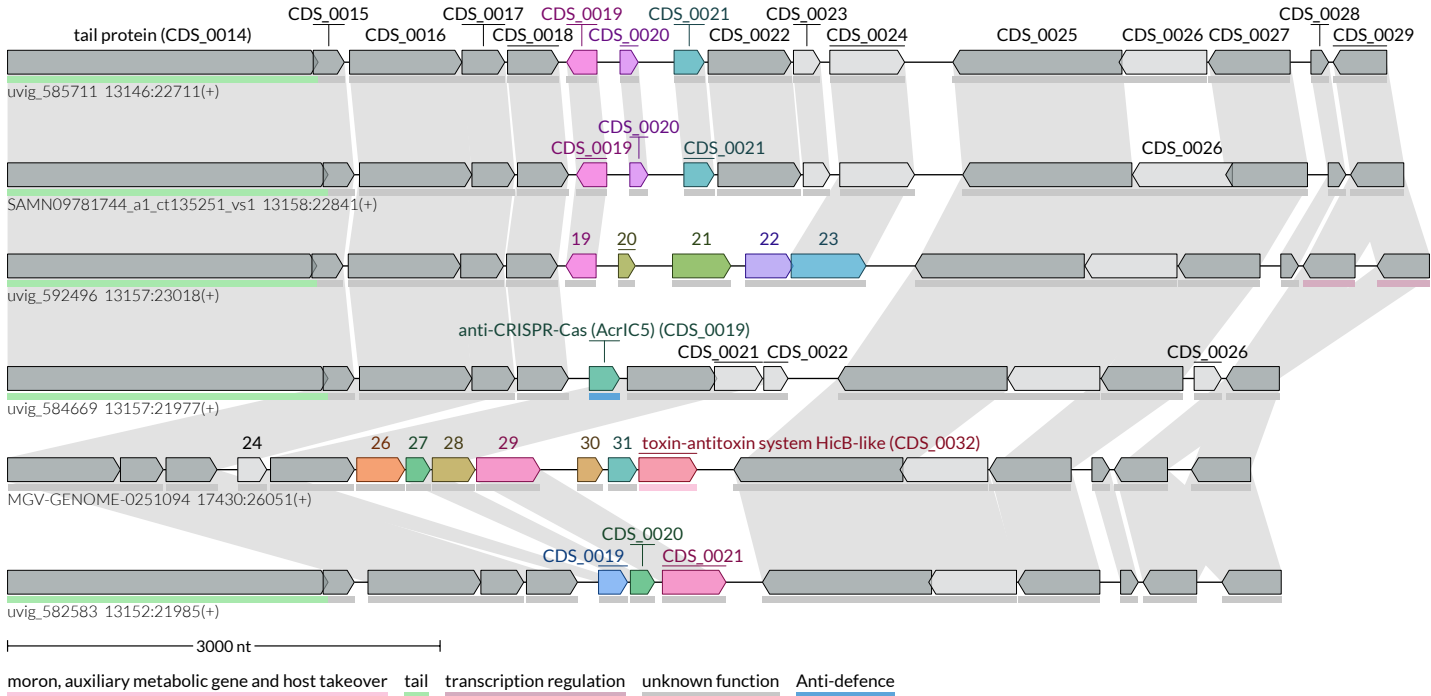 CDS_0015 CDS_0017 CDS_0019 CDS_0021 CDS_0023 CDS_0028
tail protein (CDS_0014) CDS_0016 CDS_0018 CDS_0020 CDS_0022 CDS_0024 CDS_0025 CDS_0026 CDS_0027 CDS_0029
uvig_585711 13146:22711(+)
CDS_0020
CDS_0019 CDS_0021 CDS_0026
SAMN09781744_a1_ct135251_vs1 13158:22841(+)
19 20 21 22 23
uvig_592496 13157:23018(+)
anti-CRISPR-Cas (AcrIC5) (CDS_0019)
CDS_0021 CDS_0022 CDS_0026
uvig_584669 13157:21977(+)
24 26 27 28 29 30 31 toxin-antitoxin system HicB-like (CDS_0032)
MGV-GENOME-0251094 17430:26051(+)
CDS_0020
CDS_0019 CDS_0021
uvig_582583 13152:21985(+)
3000 nt
moron, auxiliary metabolic gene and host takeover tail transcription regulation unknown function Anti-defence